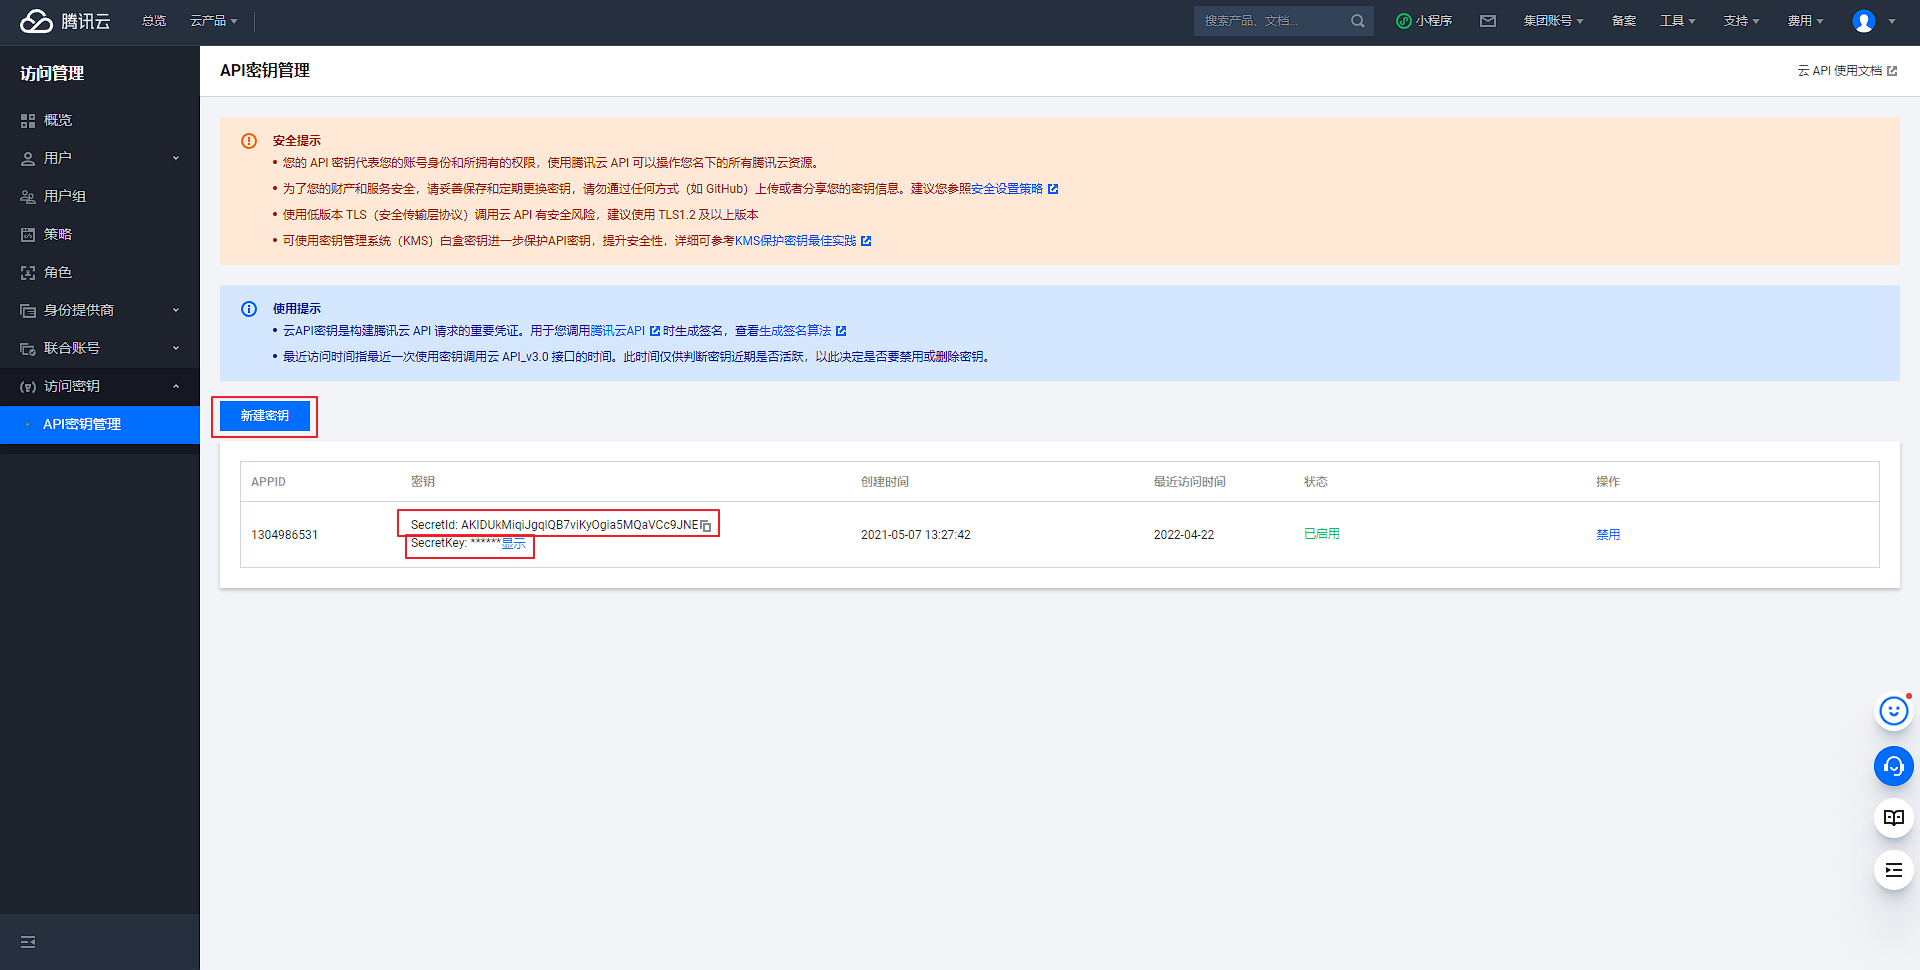 腾讯云
总览
云产品
搜索产品、文档...
小程序
集团账号
备案
工具
支持
费用
访问管理
概览
用户
用户组
策略
角色
身份提供商
联合账号
访问密钥
API密钥管理
API密钥管理
云 API 使用文档
安全提示
• 您的 API 密钥代表您的账号身份和所拥有的权限，使用腾讯云 API 可以操作您名下的所有腾讯云资源。
• 为了您的财产和服务安全，请妥善保存和定期更换密钥，请勿通过任何方式（如 GitHub）上传或者分享您的密钥信息。建议您参照安全设置策略
• 使用低版本 TLS（安全传输层协议）调用云 API 有安全风险，建议使用 TLS1.2 及以上版本
• 可使用密钥管理系统（KMS）白盒密钥进一步保护API密钥，提升安全性，详细可参考KMS保护密钥最佳实践
使用提示
• 云API密钥是构建腾讯云 API 请求的重要凭证。用于您调用腾讯云API 时生成签名，查看生成签名算法
• 最近访问时间指最近一次使用密钥调用云 API_v3.0 接口的时间。此时间仅供判断密钥近期是否活跃，以此决定是否要禁用或删除密钥。
新建密钥
APPID 密钥 创建时间 最近访问时间 状态 操作
SecretId: AKIDUkMiqiJgqlQB7viKyOgia5MQaVCc9JNE
1304986531 2021-05-07 13:27:42 2022-04-22 已启用 禁用
SecretKey: ******显示